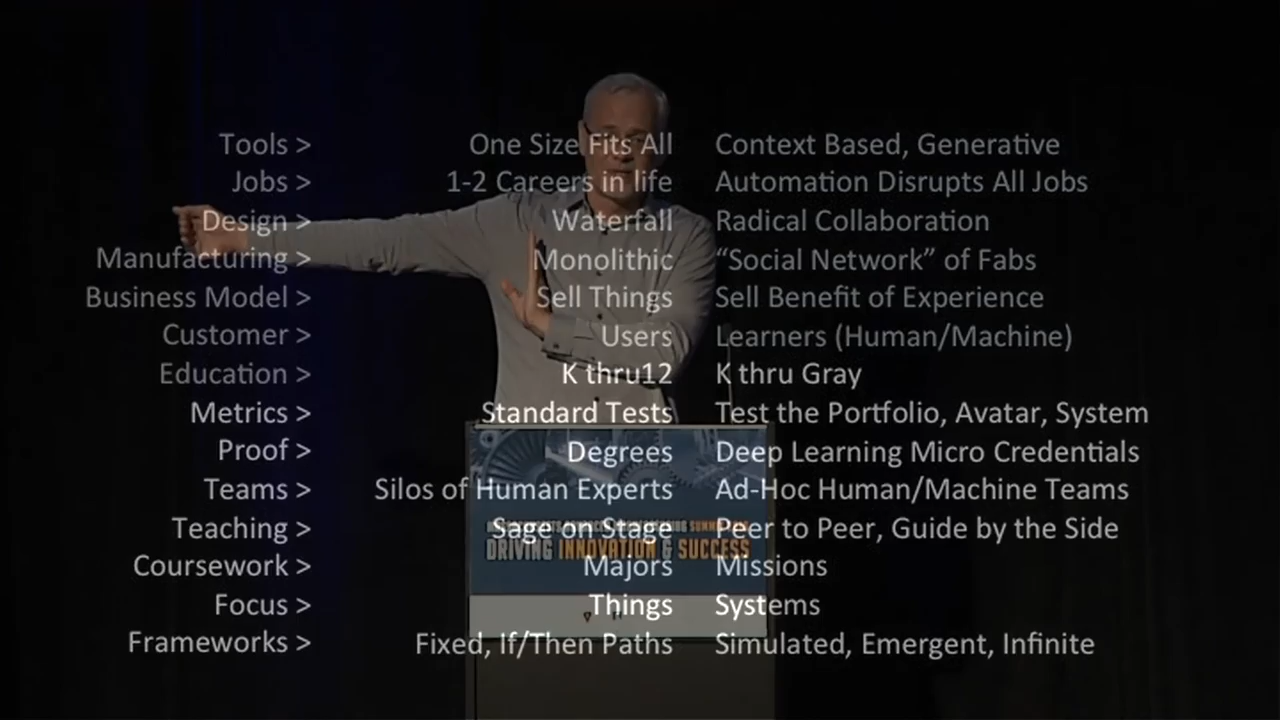 Tools > One Size Fits All Context Based, Generative
Jobs > 1-2 Careers in life Automation Disrupts All Jobs
Design > Waterfall Radical Collaboration
Manufacturing > Monolithic “Social Network” of Fabs
Business Model > Sell Things Sell Benefit of Experience
Customer > Users Learners (Human/Machine)
Education > K thru12 K thru Gray
Metrics > Standard Tests Test the Portfolio, Avatar, System
Proof > Degrees Deep Learning Micro Credentials
Teams > Silos of Human Experts Ad-Hoc Human/Machine Teams
Teaching > Sage on Stage Peer to Peer, Guide by the Side
DRIVING INNOVATION & SUCCESS
Coursework > Majors Missions
Focus > Things Systems
Frameworks > Fixed, If/Then Paths Simulated, Emergent, Infinite